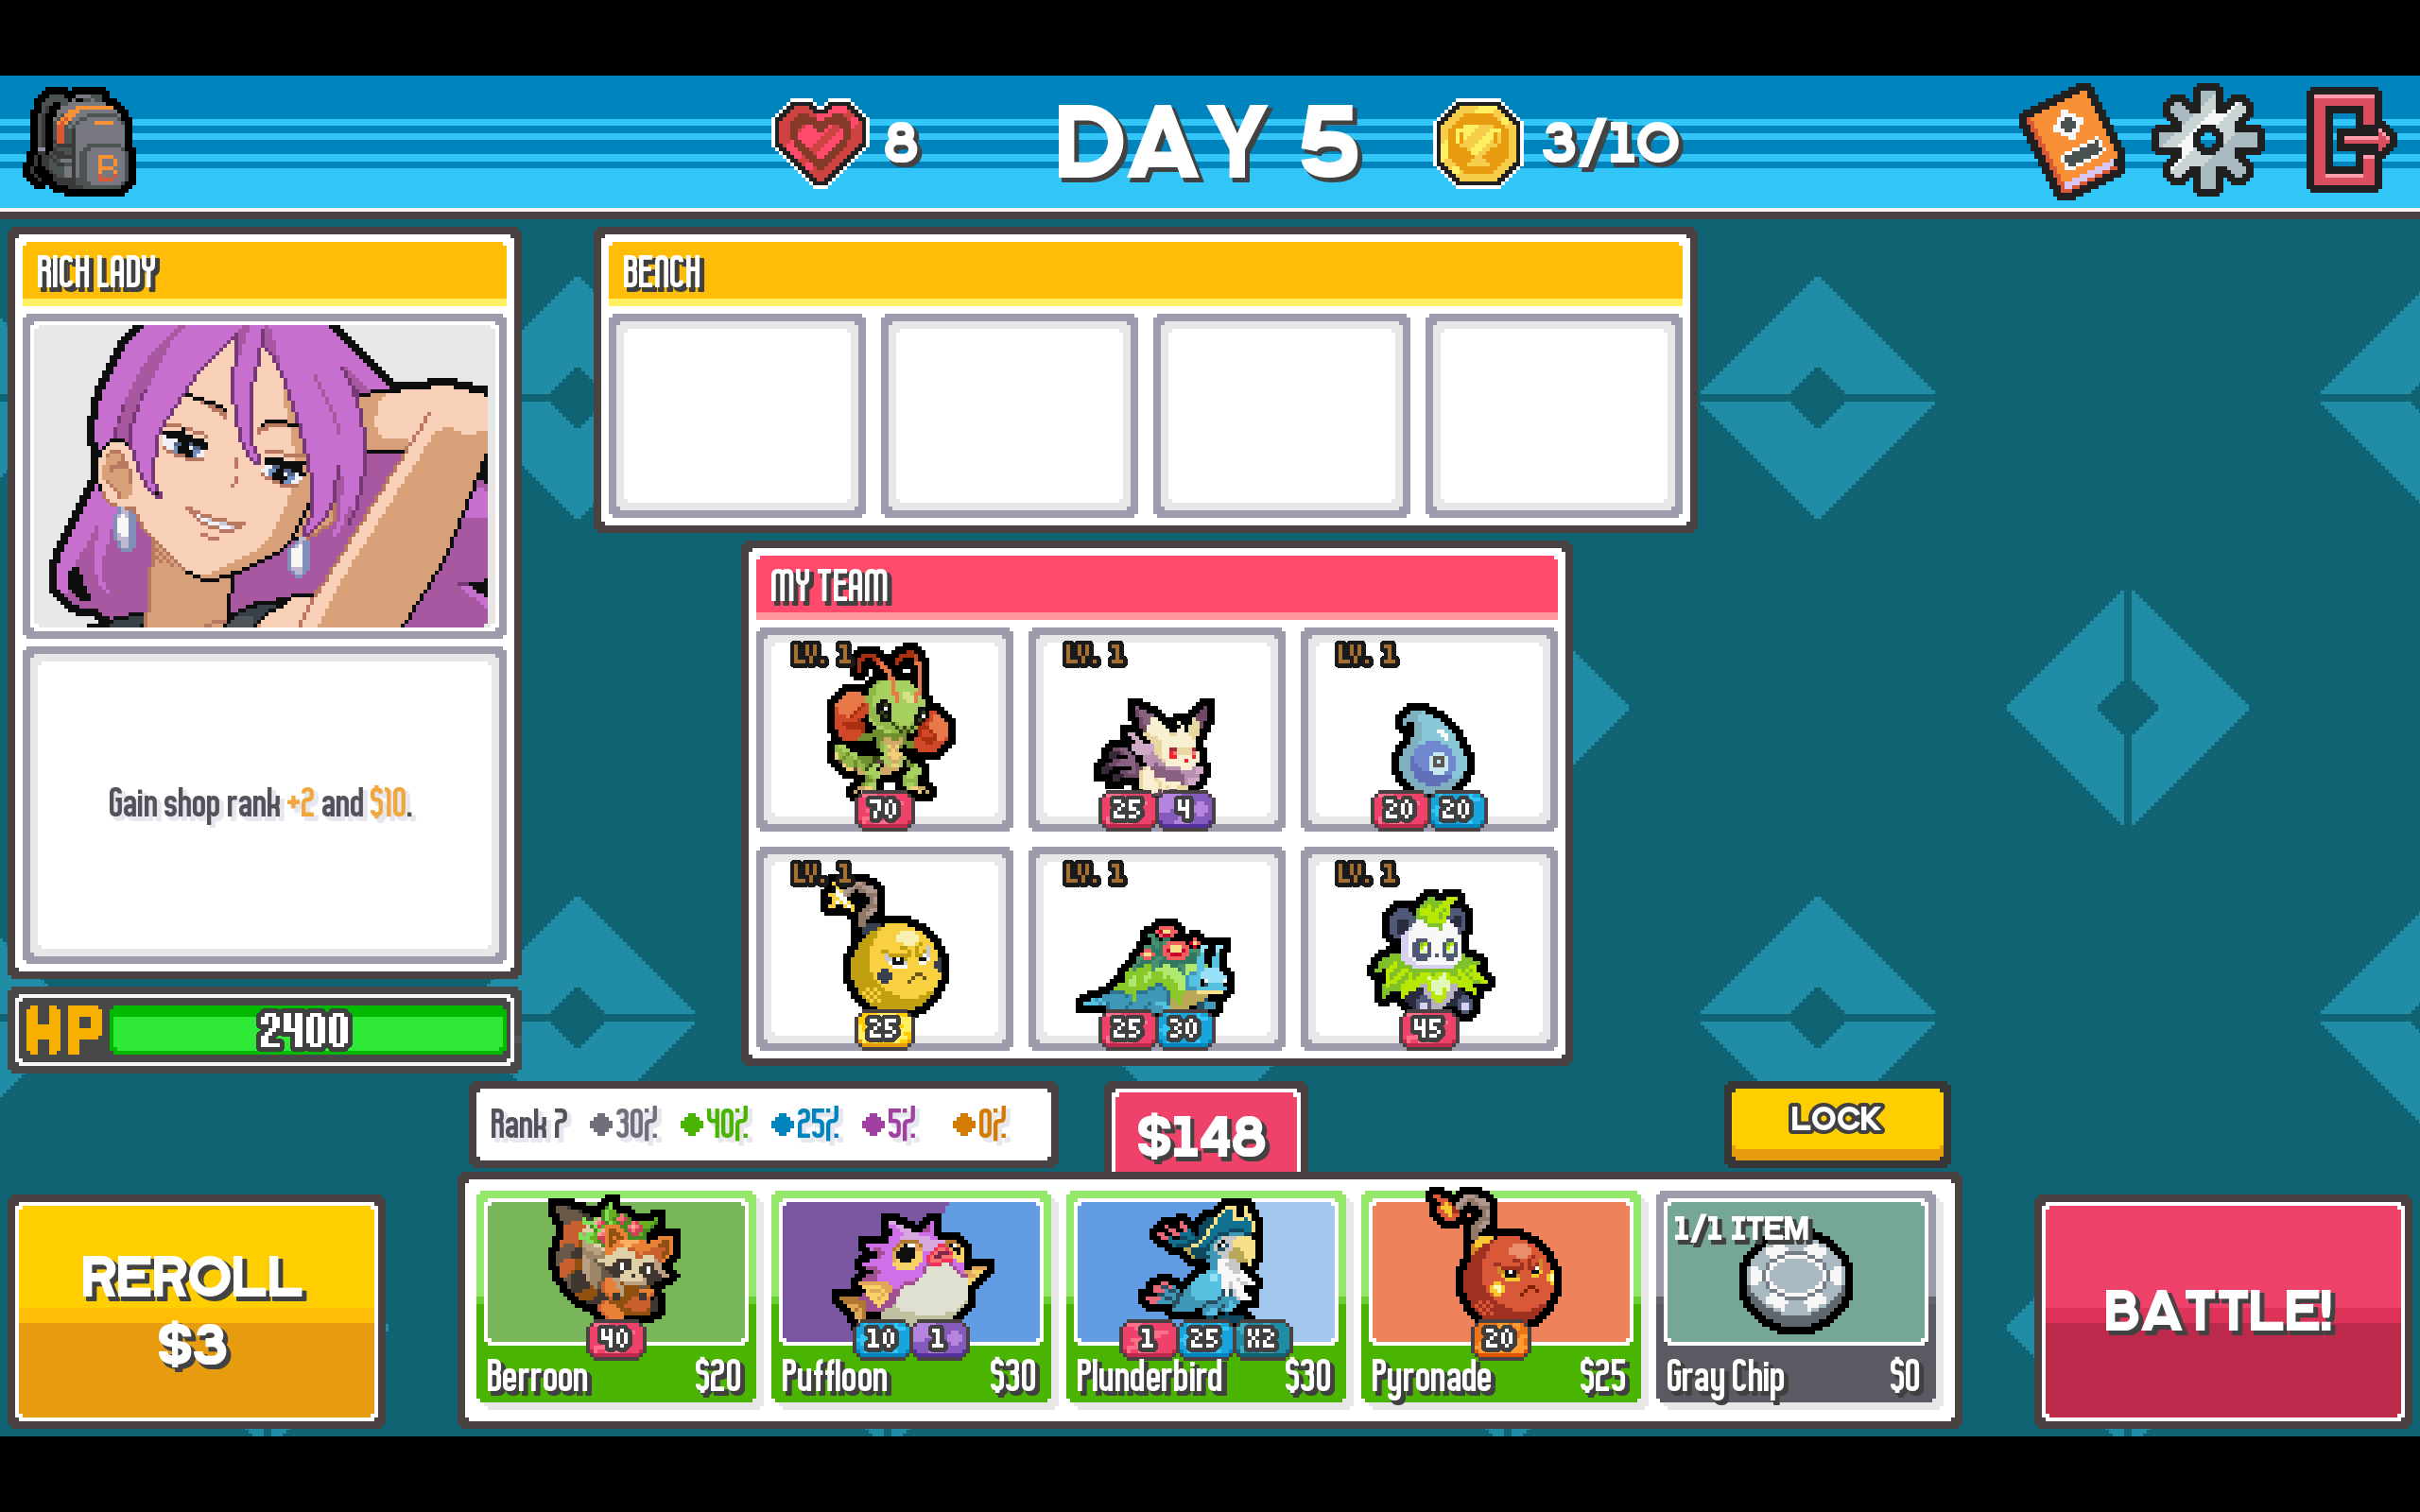 B
8
DAY 5
3/10
RICH LADY
BENCH
MY TEAM
LV. 1
70
LV. 1
25 4
LV. 1
20 20
LV. 1
25
LV. 1
25 30
LV. 1
45
Gain shop rank +2 and $10.
HP 2400
Rank 7 30% 40% 25% 5% 0%
$148
LOCK
REROLL
$3
40
Berroon $20
10 1
Puffloon $30
1 25 X2
Plunderbird $30
20
Pyronade $25
1/1 ITEM
Gray Chip $0
BATTLE!